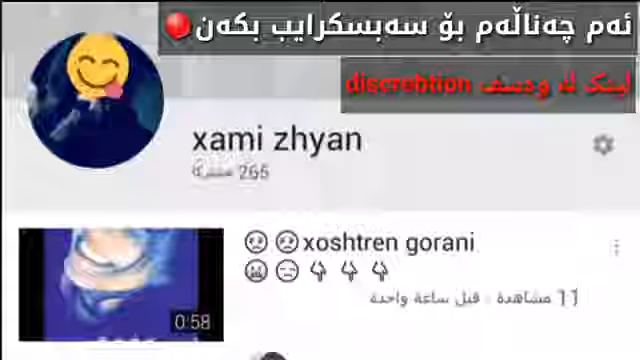 ئەم چەناڵەم بۆ سەبسکرایب بکەن
لینک لە وەسف discrebtion
xami zhyan
265 مشتركًا
xoshtren gorani
11 مشاهدة · قبل ساعة واحدة
0:58